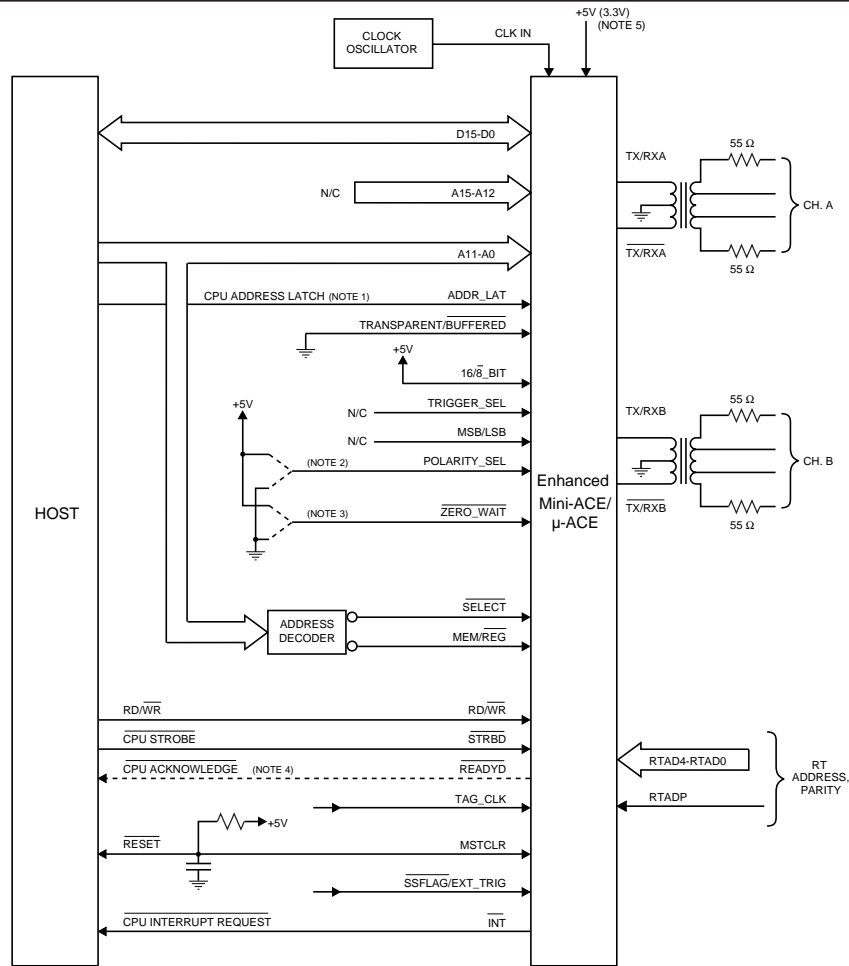 +5V (3.3V)
(NOTE 5)
CLOCK
OSCILLATOR
CLK IN
HOST
D15-D0
N/C
A15-A12
A11-A0
CPU ADDRESS LATCH (NOTE 1)
ADDR_LAT
TRANSPARENT/BUFFERED
+5V
16/8_BIT
N/C
TRIGGER_SEL
N/C
MSB/LSB
+5V
(NOTE 2)
POLARITY_SEL
(NOTE 3)
ZERO_WAIT
ADDRESS
DECODER
SELECT
MEM/REG
RD/WR
RD/WR
CPU STROBE
STRBD
CPU ACKNOWLEDGE (NOTE 4)
READYD
TAG_CLK
+5V
RESET
MSTCLR
SSFLAG/EXT_TRIG
CPU INTERRUPT REQUEST
INT
Enhanced
Mini-ACE/
µ-ACE
TX/RXA
TX/RXA
55 Ω
55 Ω
CH. A
TX/RXB
TX/RXB
55 Ω
55 Ω
CH. B
RTAD4-RTAD0
RTADP
RT
ADDRESS,
PARITY